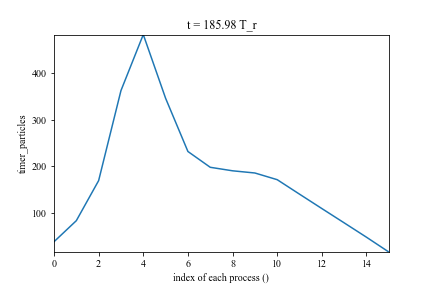 t = 185.98 T_r
timer_particles
400
300
200
100
0 2 4 6 8 10 12 14
index of each process ()